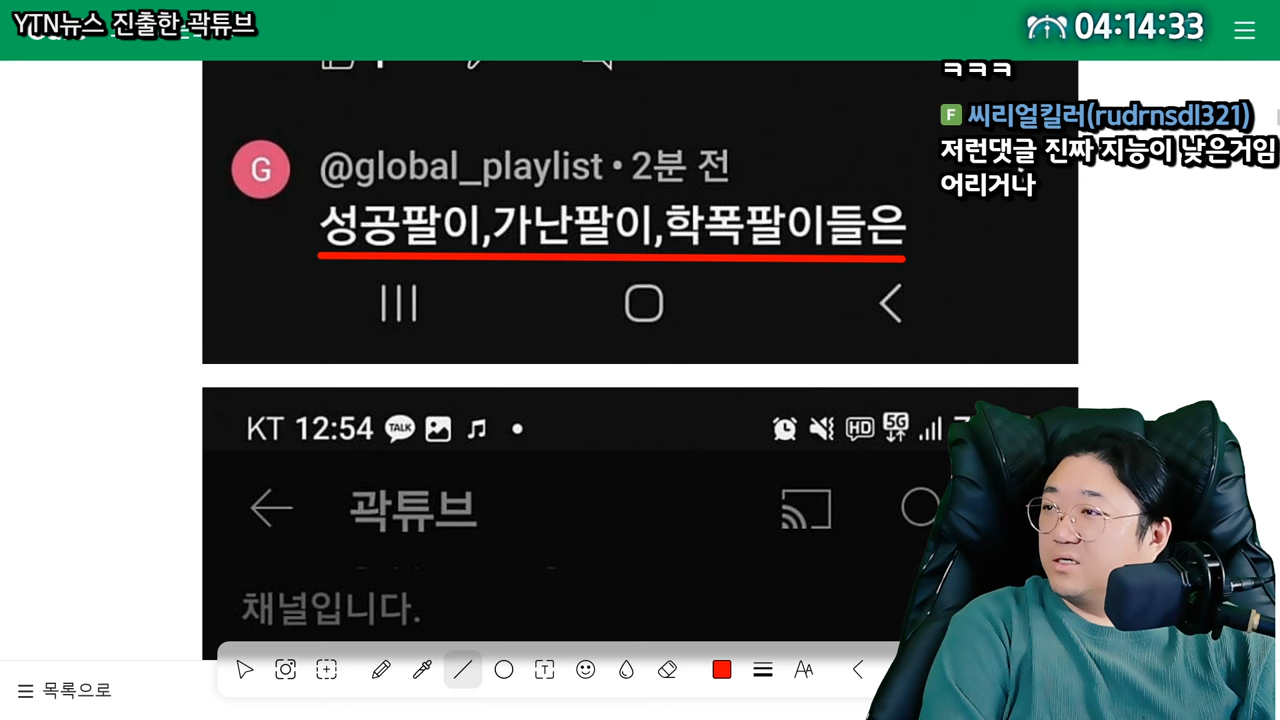 YTN뉴스 진출한 곽튜브
04:14:33
ㅋㅋㅋ
F 씨리얼킬러(rudrnsdl321)
저런댓글 진짜 지능이 낮은거임
어리거나
G
@global_playlist • 2분 전
성공팔이,가난팔이,학폭팔이들은
KT 12:54 TALK
HD 5G
곽튜브
채널입니다.
목록으로